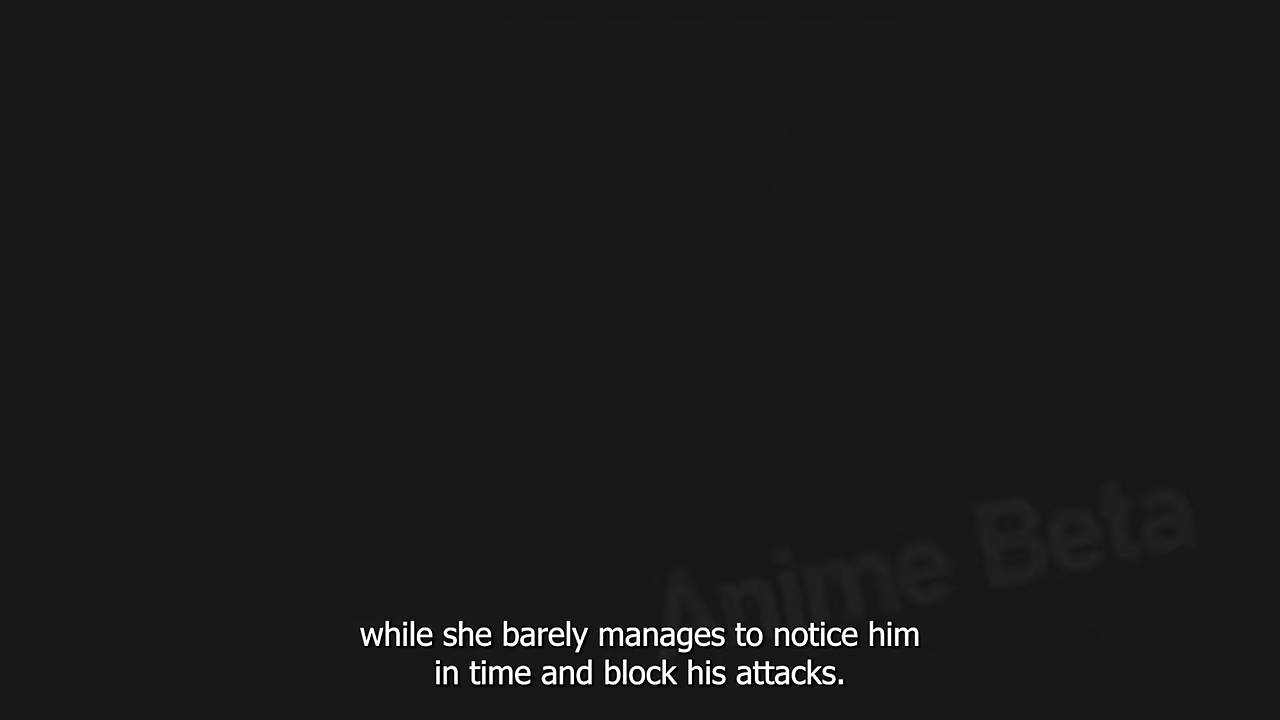 Anime Beta
while she barely manages to notice him
in time and block his attacks.